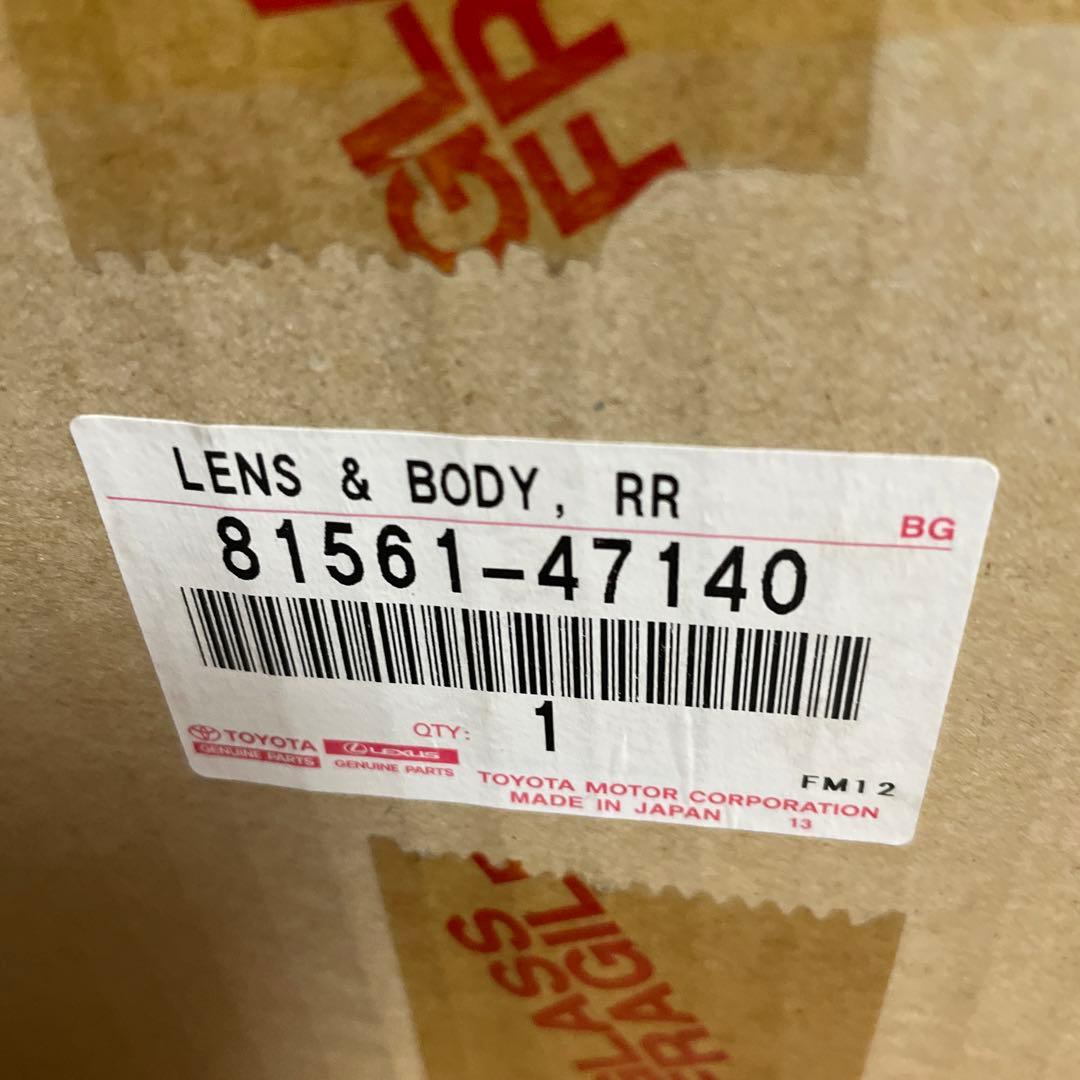 LENS & BODY, RR
BG
81561-47140
QTY: 1
TOYOTA
GENUINE PARTS
LEXUS
GENUINE PARTS
FM12
TOYOTA MOTOR CORPORATION
MADE IN JAPAN 13